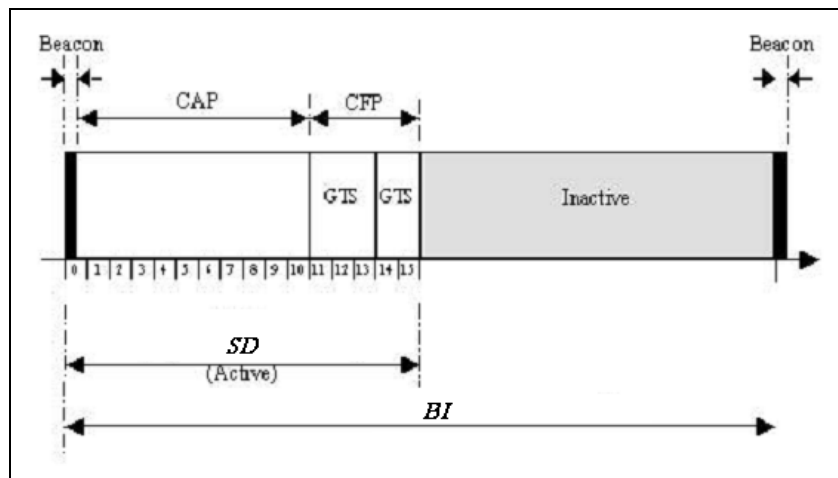 Beacon Beacon
CAP CFP
GTS GTS Inactive
0 1 2 3 4 5 6 7 8 9 10 11 12 13 14 15
SD
(Active)
BI